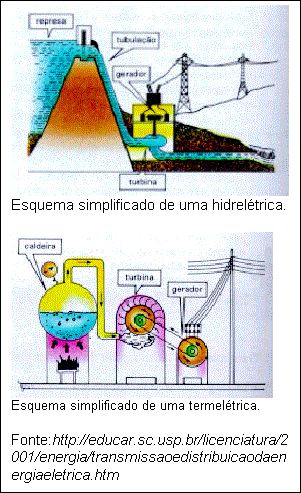 represa
tubulação
gerador
turbina
Esquema simplificado de uma hidrelétrica.
caldeira
turbina
gerador
Esquema simplificado de uma termelétrica.
Fonte:http://educar.sc.usp.br/licenciatura/2
001/energia/transmissaoedistribuicaodaen
ergiaeletrica.htm